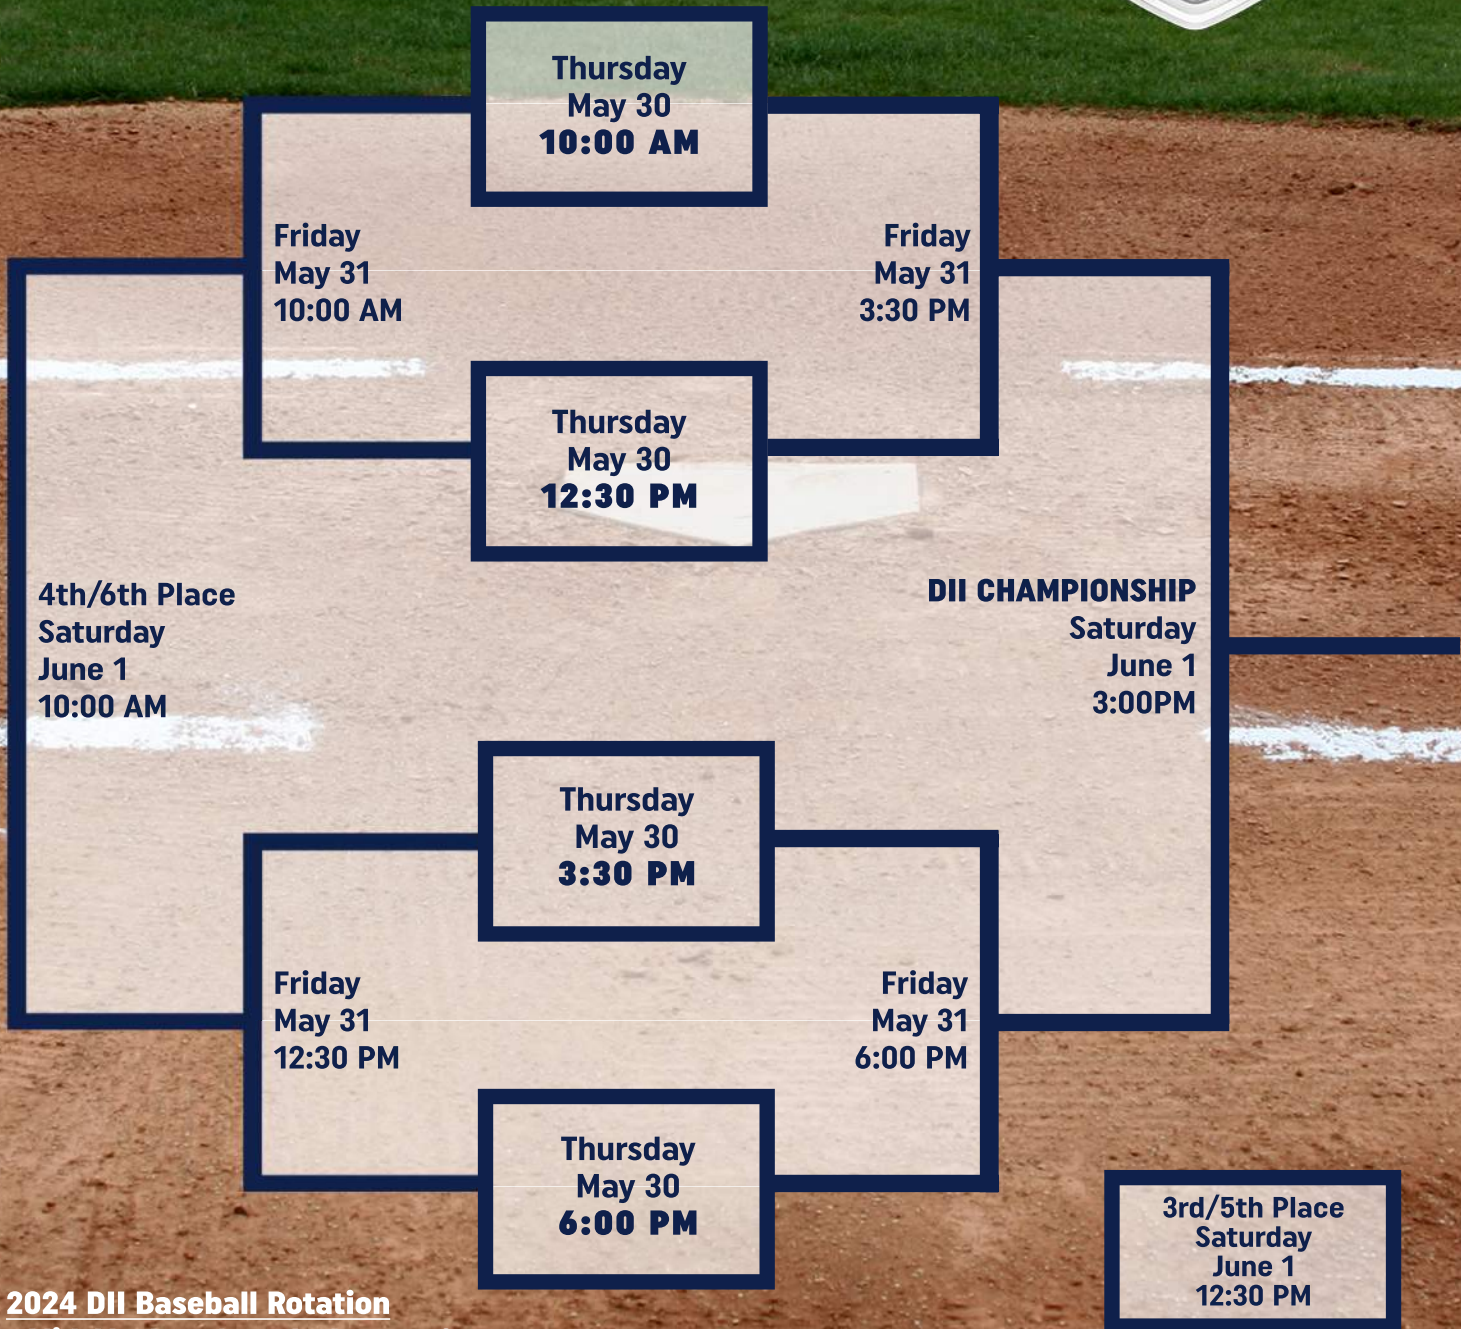 Thursday
May 30
10:00 AM
Friday
May 31
10:00 AM
Friday
May 31
3:30 PM
Thursday
May 30
12:30 PM
4th/6th Place
Saturday
June 1
10:00 AM
DII CHAMPIONSHIP
Saturday
June 1
3:00PM
Thursday
May 30
3:30 PM
Friday
May 31
12:30 PM
Friday
May 31
6:00 PM
Thursday
May 30
6:00 PM
3rd/5th Place
Saturday
June 1
12:30 PM
2024 DII Baseball Rotation